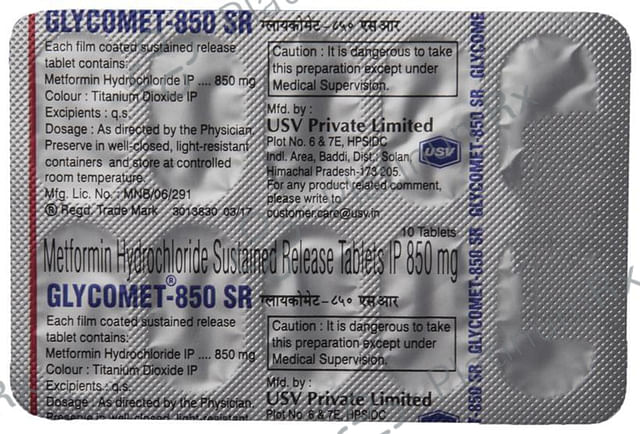 GLYCOMET-850 SR ग्लायकोमेट-८५० एसआर
Each film coated sustained release
tablet contains:
Metformin Hydrochloride IP .... 850 mg
Colour : Titanium Dioxide IP
Excipients : q.s.
Dosage : As directed by the Physician.
Preserve in well-closed, light-resistant
containers and store at controlled
room temperature.
Mfg. Lic. No. : MNB/06/291
® Regd. Trade Mark 3013830 03/17
Caution : It is dangerous to take
this preparation except under
Medical Supervision.
Mfd. by :
USV Private Limited
Plot No. 6 & 7E, HPSIDC
Indl. Area, Baddi, Dist.: Solan,
Himachal Pradesh-173 205.
For any product related comment,
please write to
customer.care@usv.in
USV
10 Tablets
Metformin Hydrochloride Sustained Release Tablets IP 850 mg
GLYCOMET®-850 SR ग्लायकोमेट-८५० एसआर
Each film coated sustained release
tablet contains:
Metformin Hydrochloride IP .... 850 mg
Colour : Titanium Dioxide IP
Excipients : q.s.
Dosage : As directed by the Physician.
Preserve in well-closed, light-resistant
Caution : It is dangerous to take
this preparation except under
Medical Supervision.
Mfd. by :
USV Private Limited
Plot No. 6 & 7E, HPSIDC
GLYCOMET-850 SR
-850 SR GLYCOMET